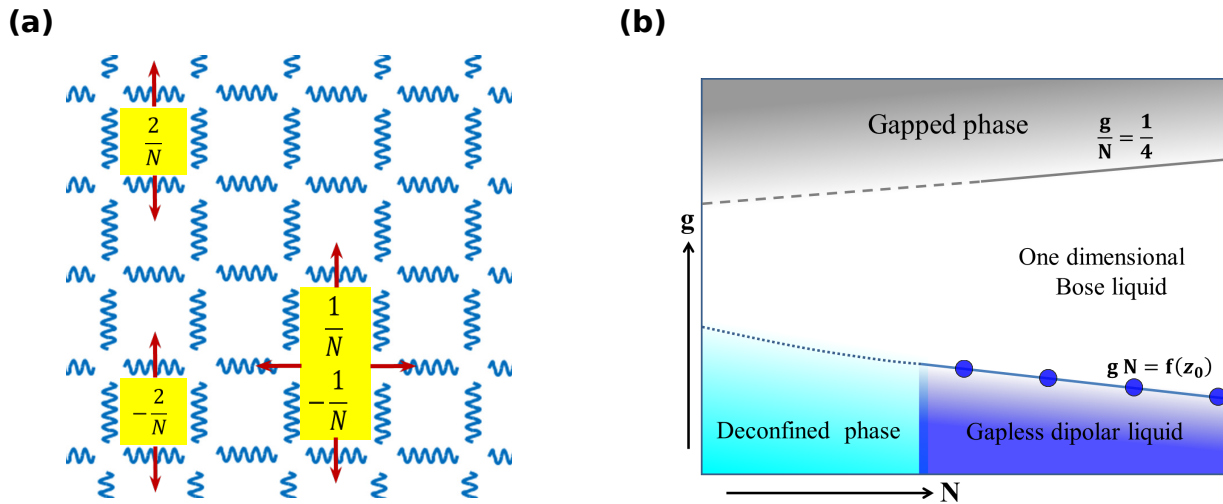 (a)
2/N
1/N
-1/N
-2/N
(b)
Gapped phase
g/N = 1/4
g
One dimensional
Bose liquid
g N = f(z₀)
Deconfined phase
Gapless dipolar liquid
N